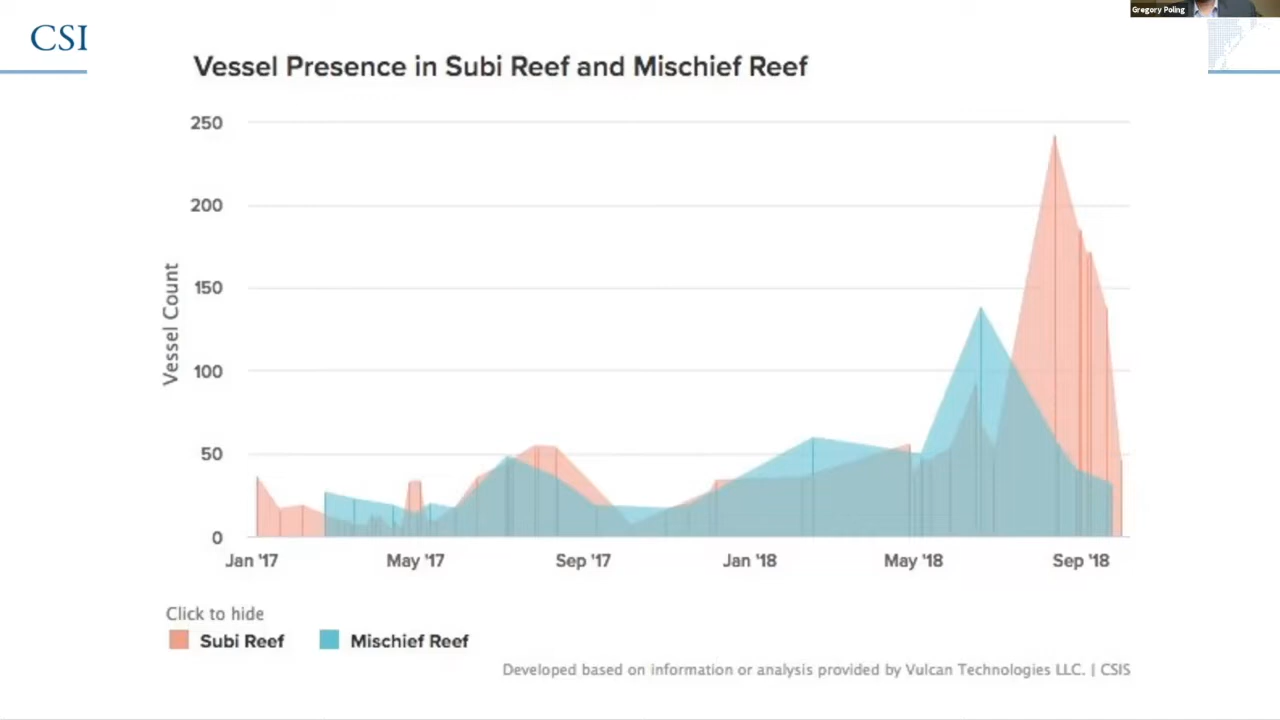 Gregory Poling
CSI
Vessel Presence in Subi Reef and Mischief Reef
250
200
150
100
50
0
Vessel Count
Jan '17 May '17 Sep '17 Jan '18 May '18 Sep '18
Click to hide
Subi Reef Mischief Reef
Developed based on information or analysis provided by Vulcan Technologies LLC. | CSIS